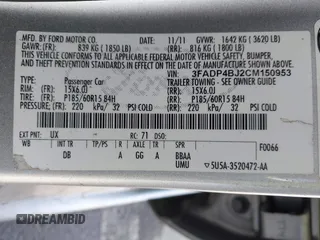 MFD. BY FORD MOTOR CO.
DATE: 11/11 GVWR: 1642 KG ( 3620 LB)
GAWR:(FR): 839 KG ( 1850 LB) (RR): 816 KG ( 1800 LB)
THIS VEHICLE CONFORMS TO ALL APPLICABLE FEDERAL MOTOR VEHICLE SAFETY, BUMPER, AND THEFT PREVENTION STANDARDS IN EFFECT ON THE DATE OF MANUFACTURE SHOWN ABOVE.
VIN: 3FADP4BJ2CM150953
TYPE: Passenger Car TRAILER TOWING - SEE OWNER GUIDE
(FR): (RR):
RIM: 15X6.0J 15X6.0J
TIRE: P185/60R15 84H P185/60R15 84H
PRESSURE (FR): 220 kPa/ 32 PSI COLD (RR): 220 kPa/ 32 PSI COLD
EXT PNT: UX RC: 71 DSO:
WB INT TR TP/PS R A TR SPR F0066
DB A GG A BBAA
UMU 5U5A-3520472-AA
DREAMBID